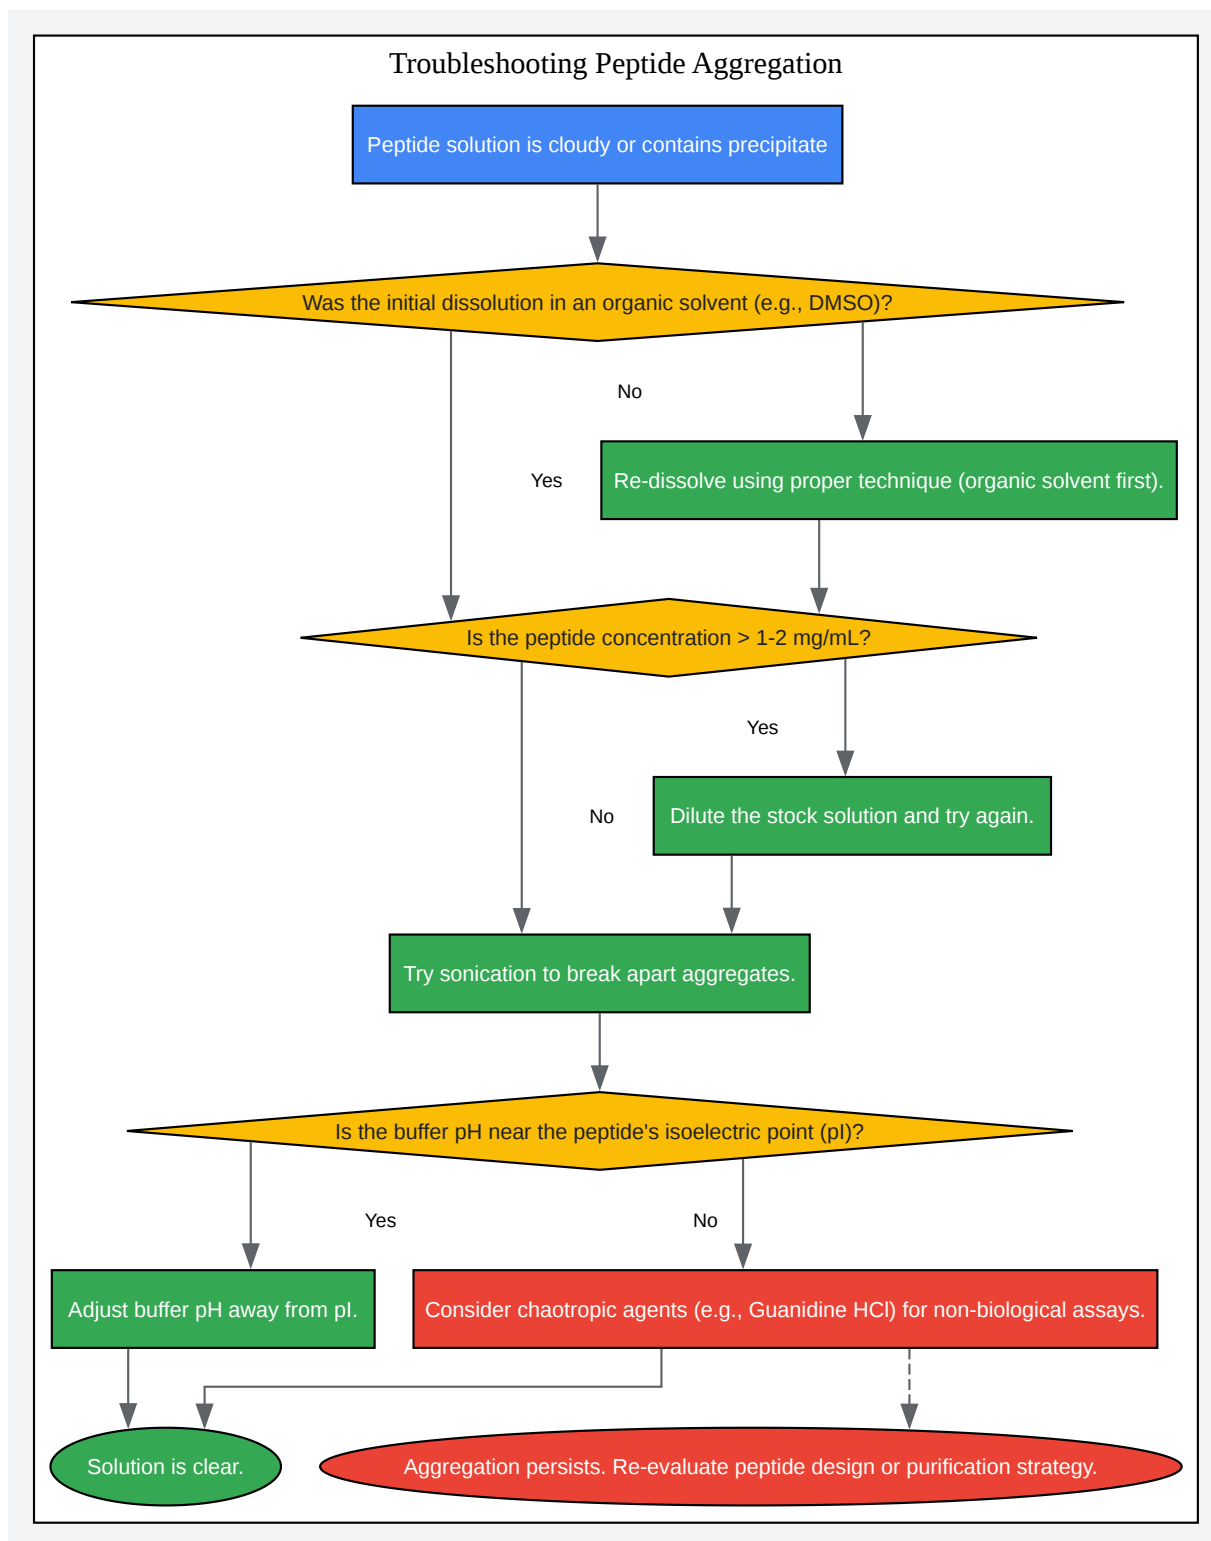 Troubleshooting Peptide Aggregation
Peptide solution is cloudy or contains precipitate
Was the initial dissolution in an organic solvent (e.g., DMSO)?
No
Yes
Re-dissolve using proper technique (organic solvent first).
Is the peptide concentration > 1-2 mg/mL?
Yes
No
Dilute the stock solution and try again.
Try sonication to break apart aggregates.
Is the buffer pH near the peptide's isoelectric point (pI)?
Yes
No
Adjust buffer pH away from pI.
Consider chaotropic agents (e.g., Guanidine HCl) for non-biological assays.
Solution is clear.
Aggregation persists. Re-evaluate peptide design or purification strategy.